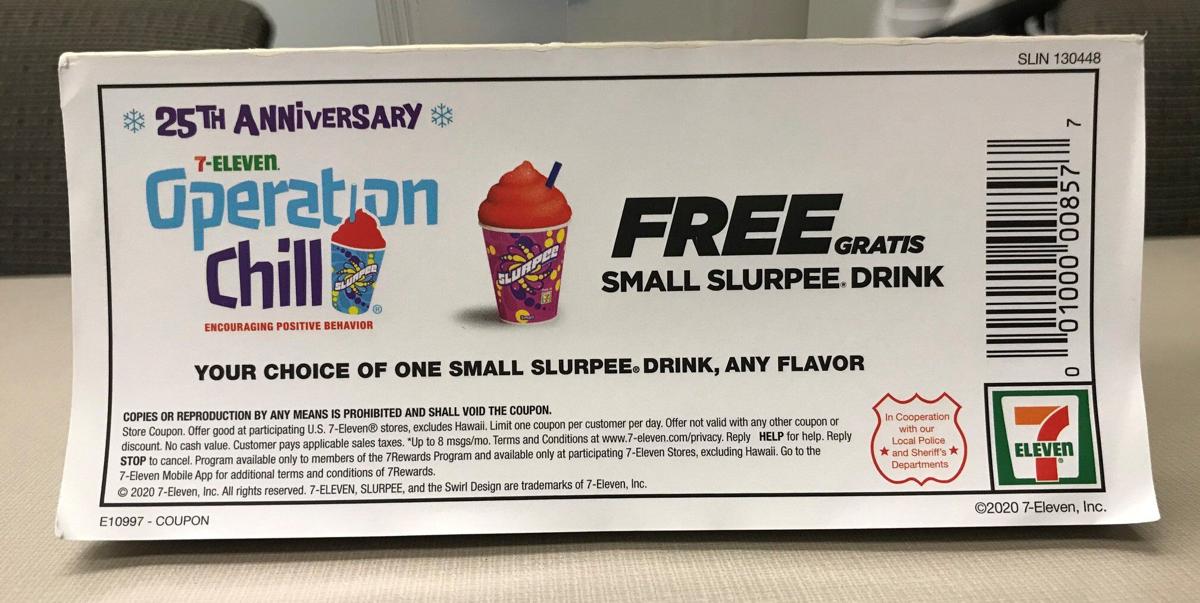 SLIN 130448
25TH ANNIVERSARY
7-ELEVEN.
Operation
Chill
SLURPEE
®
ENCOURAGING POSITIVE BEHAVIOR
SLURPEE
FREE GRATIS
SMALL SLURPEE® DRINK
YOUR CHOICE OF ONE SMALL SLURPEE® DRINK, ANY FLAVOR
0 01000 00857 7
COPIES OR REPRODUCTION BY ANY MEANS IS PROHIBITED AND SHALL VOID THE COUPON.
Store Coupon. Offer good at participating U.S. 7-Eleven® stores, excludes Hawaii. Limit one coupon per customer per day. Offer not valid with any other coupon or
discount. No cash value. Customer pays applicable sales taxes. *Up to 8 msgs/mo. Terms and Conditions at www.7-eleven.com/privacy. Reply HELP for help. Reply
STOP to cancel. Program available only to members of the 7Rewards Program and available only at participating 7-Eleven Stores, excluding Hawaii. Go to the
7-Eleven Mobile App for additional terms and conditions of 7Rewards.
© 2020 7-Eleven, Inc. All rights reserved. 7-ELEVEN, SLURPEE, and the Swirl Design are trademarks of 7-Eleven, Inc.
In Cooperation
with our
Local Police
and Sheriff's
Departments
7
ELEVEN
®
E10997 - COUPON
©2020 7-Eleven, Inc.